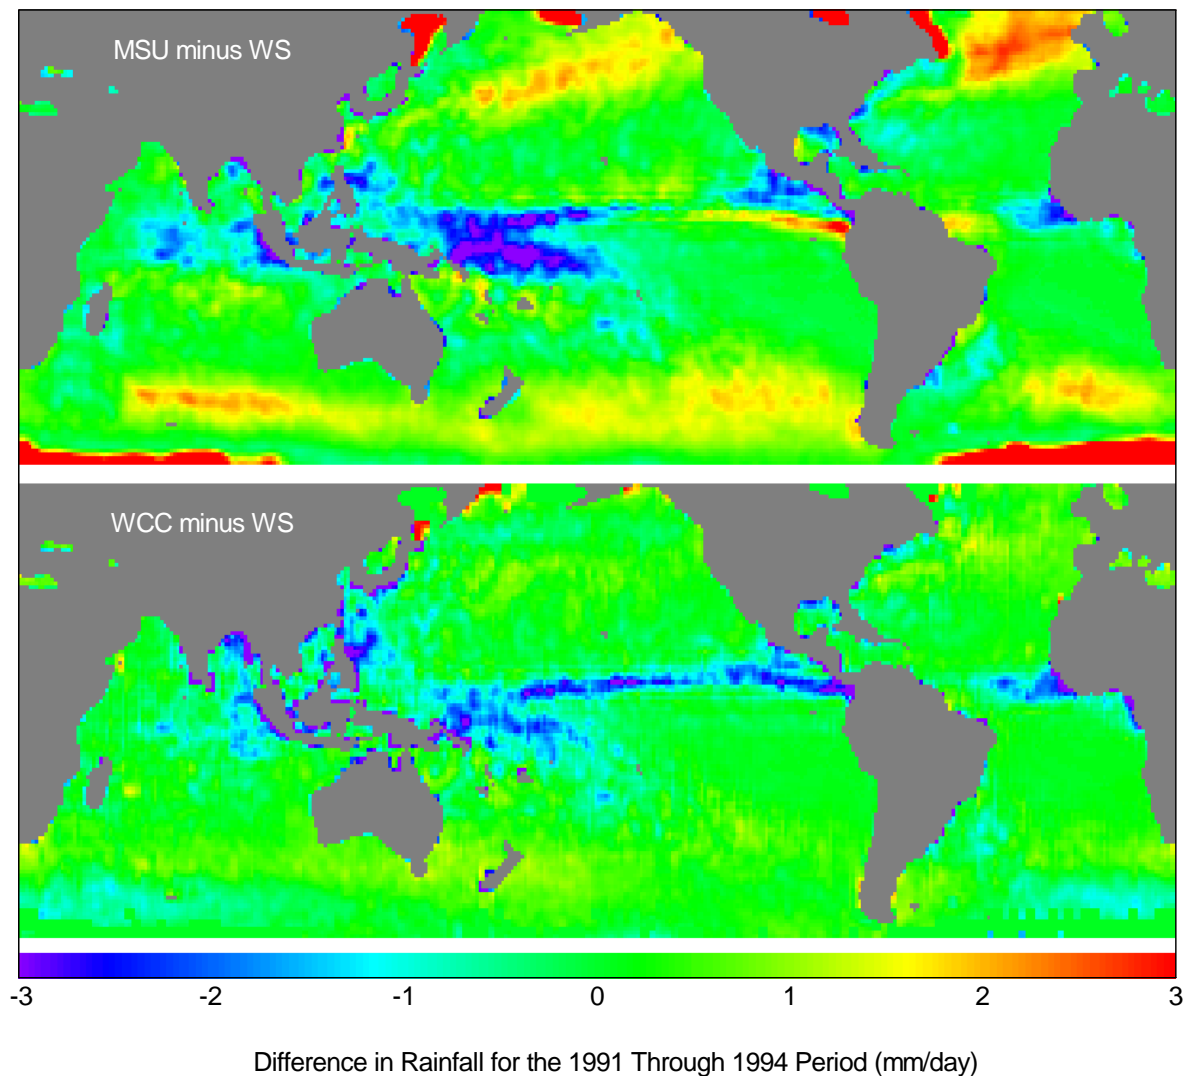 MSU minus WS
WCC minus WS
-3 -2 -1 0 1 2 3
Difference in Rainfall for the 1991 Through 1994 Period (mm/day)